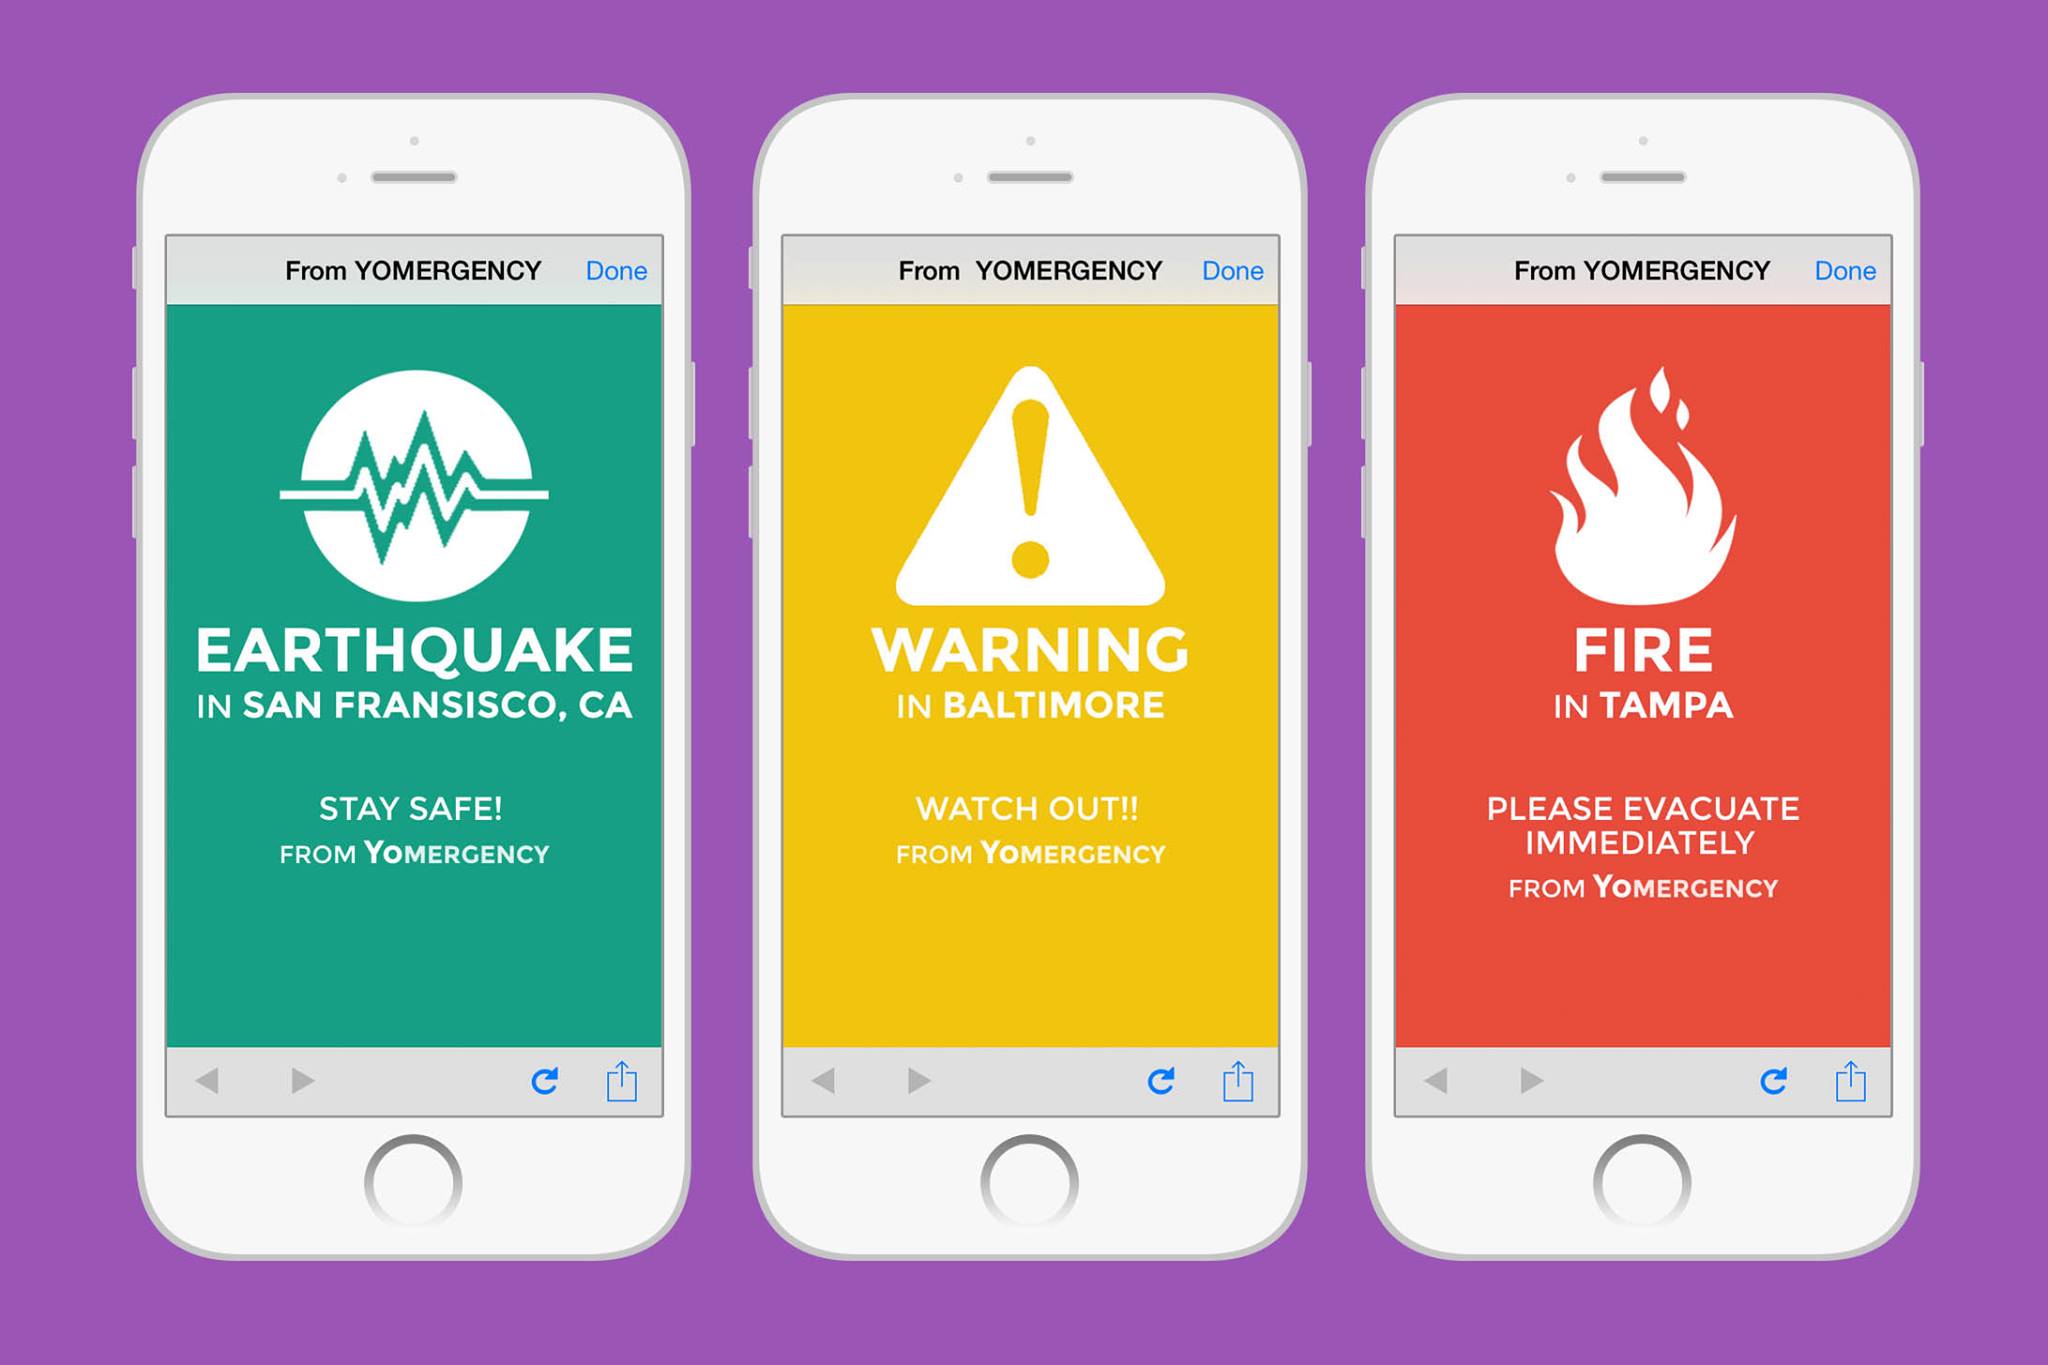 From YOMERGENCY Done
EARTHQUAKE
IN SAN FRANSISCO, CA
STAY SAFE!
FROM YOMERGENCY
From YOMERGENCY Done
WARNING
IN BALTIMORE
WATCH OUT!!
FROM YOMERGENCY
From YOMERGENCY Done
FIRE
IN TAMPA
PLEASE EVACUATE
IMMEDIATELY
FROM YOMERGENCY